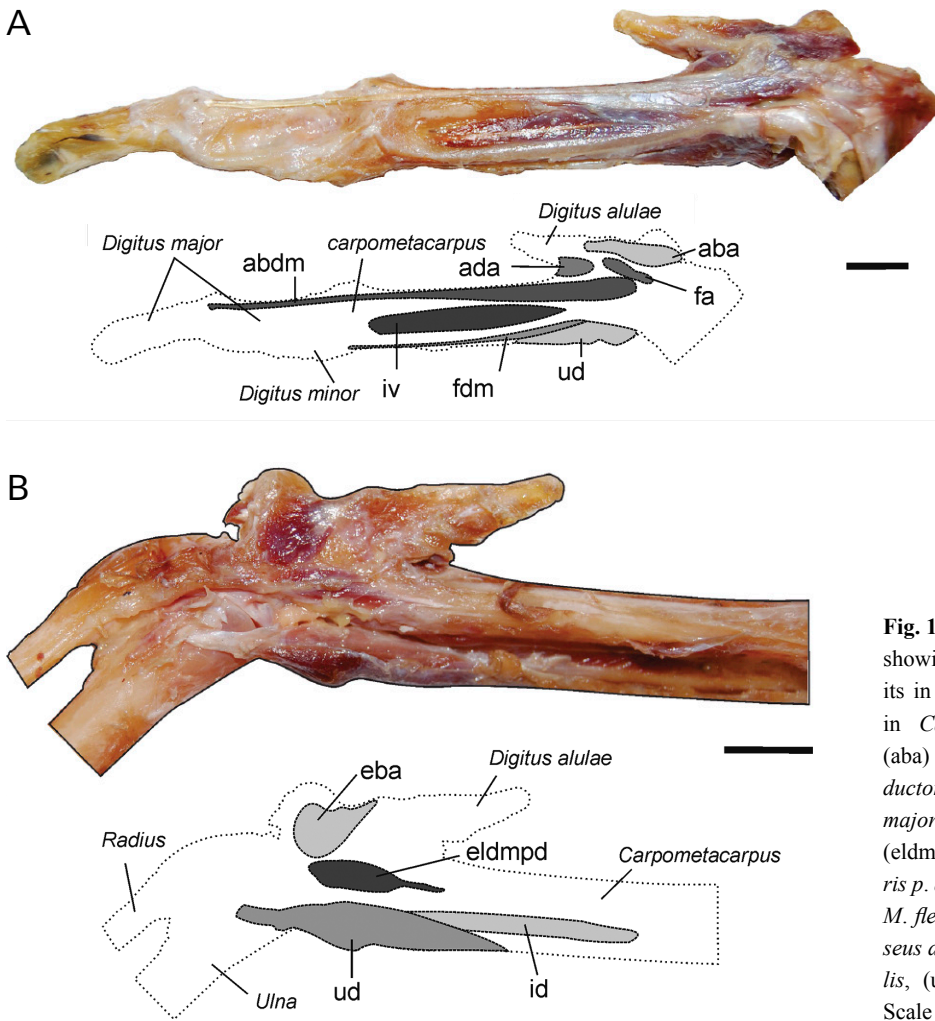 A
Digitus alulae
Digitus major
carpometacarpus
aba
abdm
ada
fa
Digitus minor
iv
fdm
ud
B
eba
Digitus alulae
Radius
eldmpd
Carpometacarpus
ud
id
Ulna
Fig. 1
showi
its in
in C
(aba)
ductor
major
(eldm
ris p.
M. fle
seus a
lis, (u
Scale